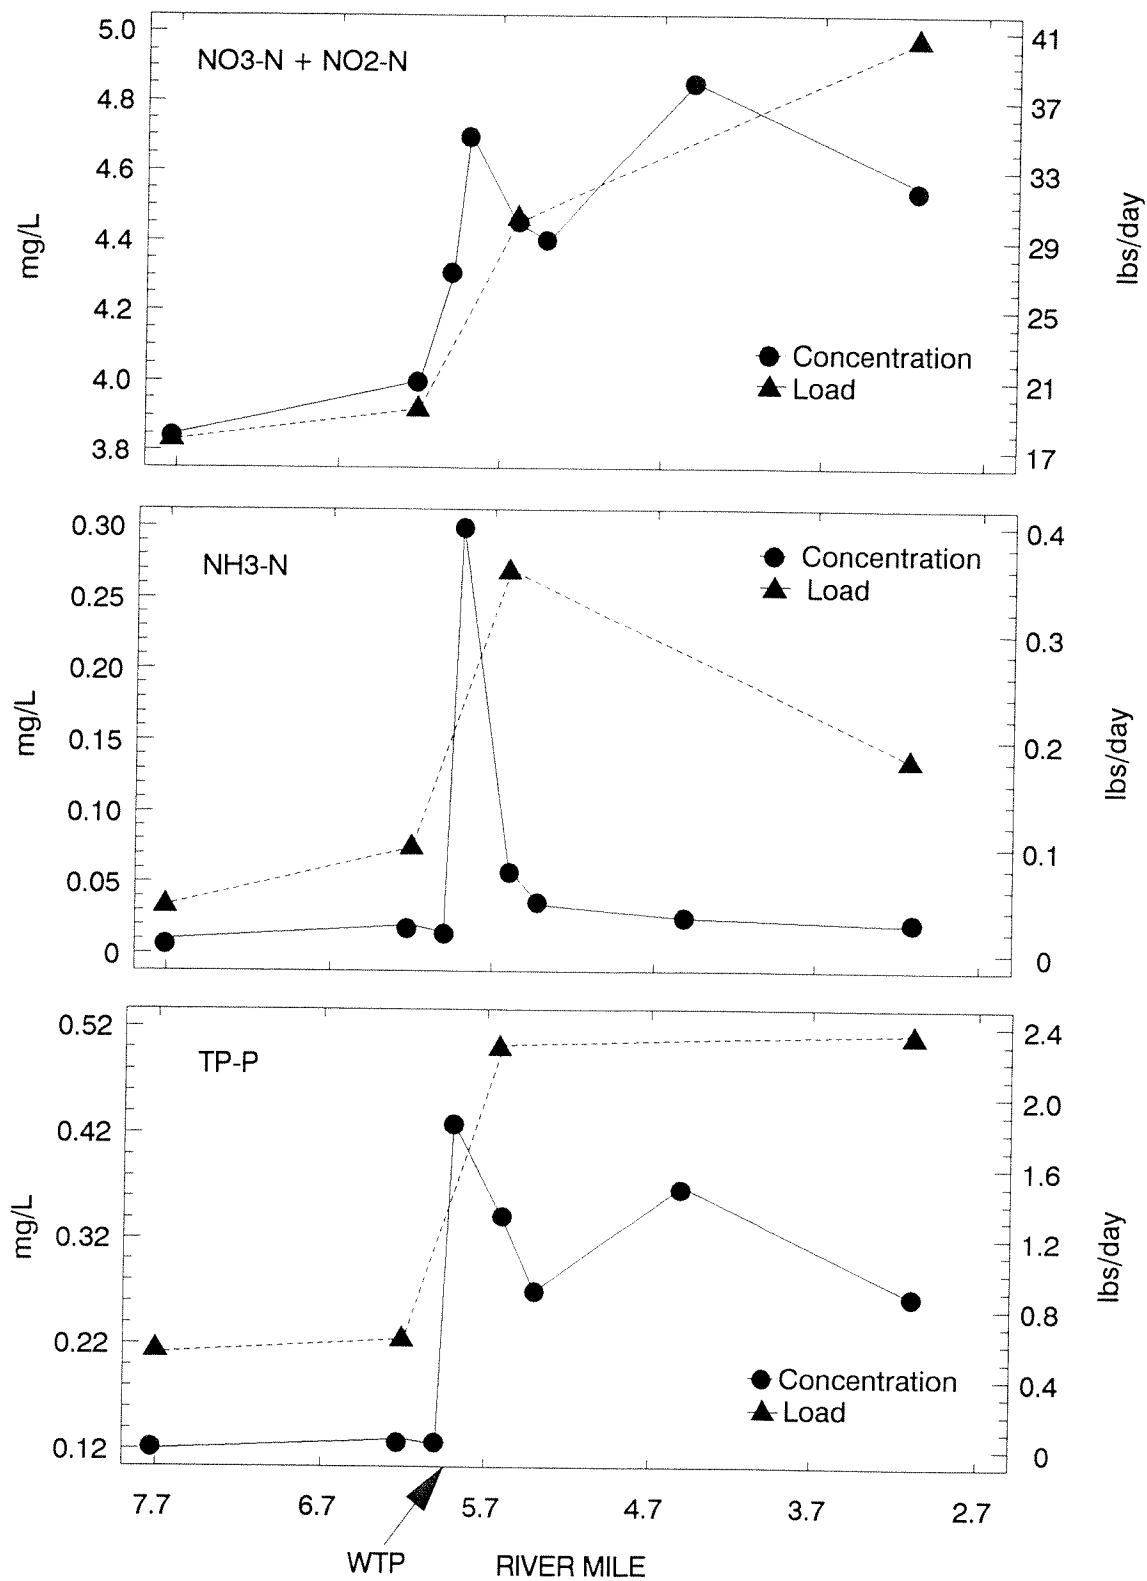 NO3-N + NO2-N
5.0
4.8
4.6
4.4
4.2
4.0
3.8
mg/L
41
37
33
29
25
21
17
lbs/day
Concentration
Load
NH3-N
0.30
0.25
0.20
0.15
0.10
0.05
0
mg/L
0.4
0.3
0.2
0.1
0
lbs/day
Concentration
Load
TP-P
0.52
0.42
0.32
0.22
0.12
mg/L
2.4
2.0
1.6
1.2
0.8
0.4
0
lbs/day
Concentration
Load
7.7 6.7 5.7 4.7 3.7 2.7
WTP
RIVER MILE